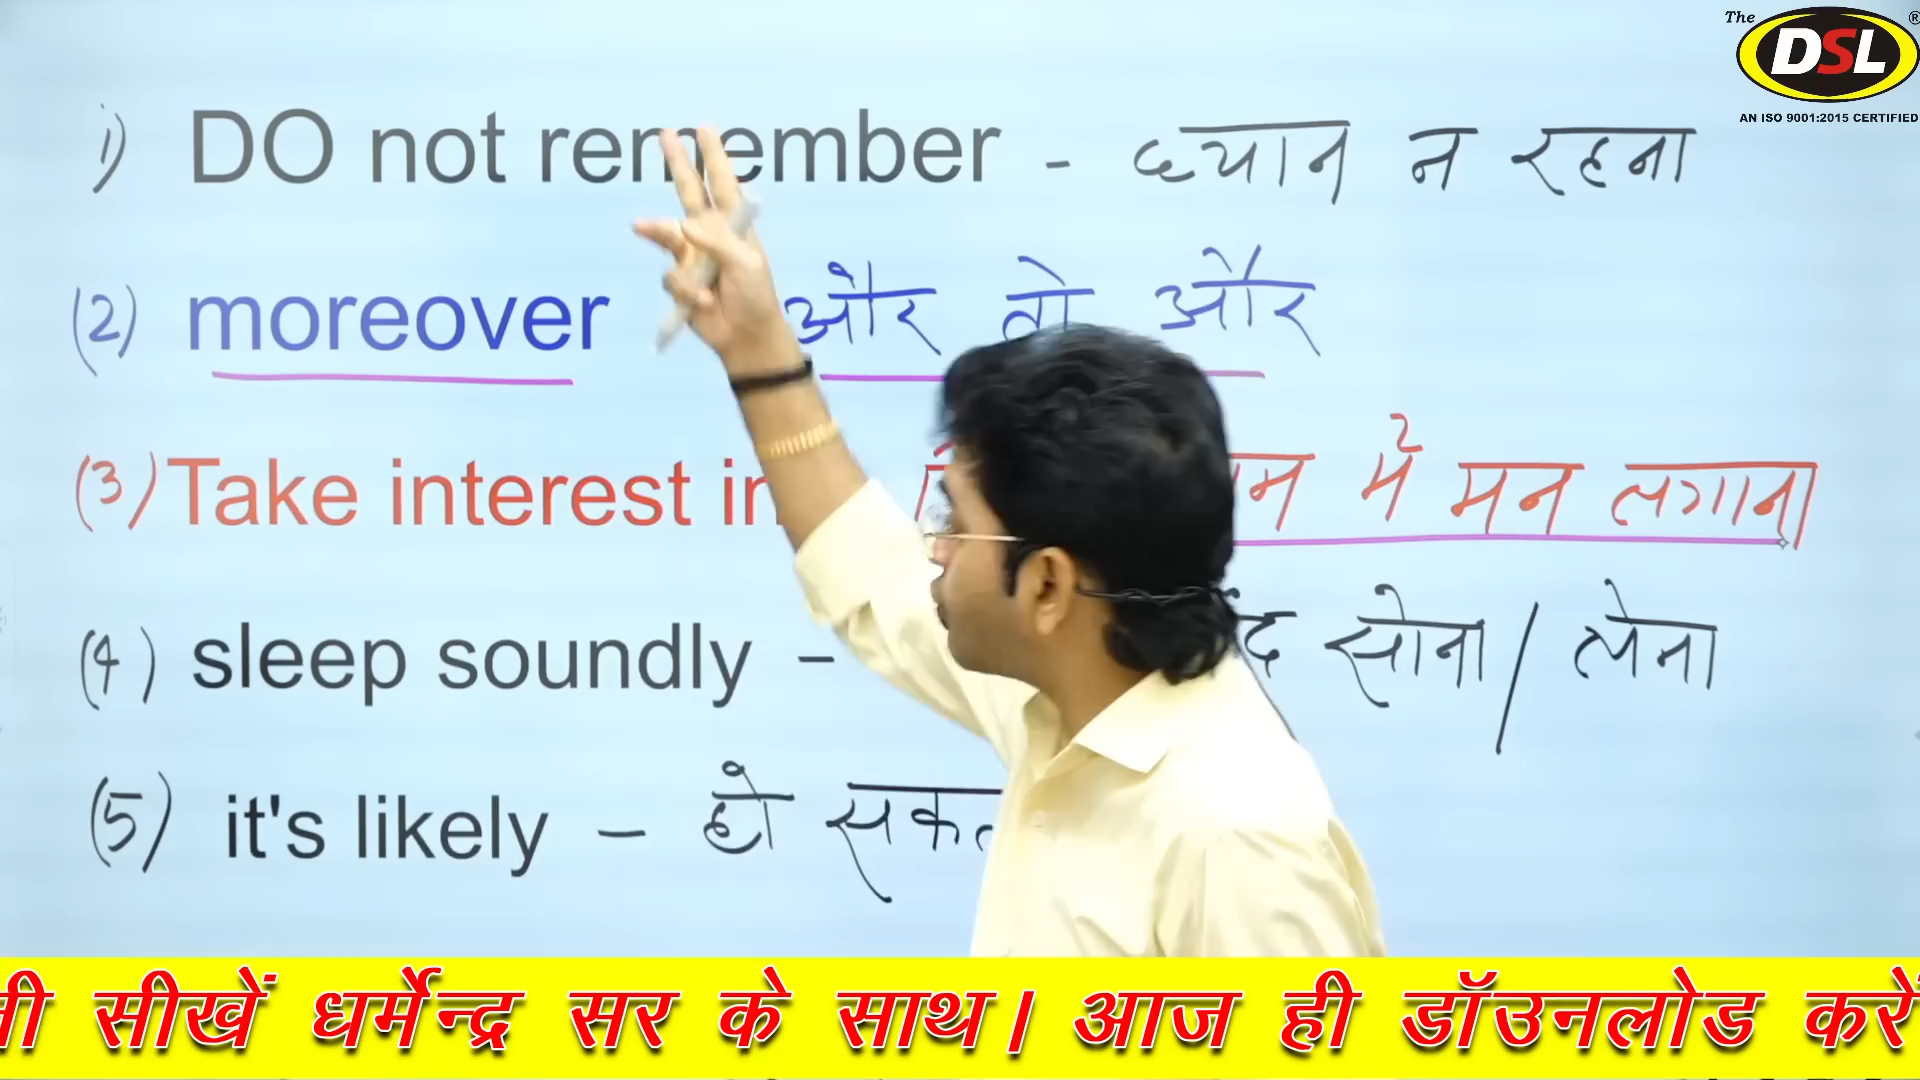 The DSL ®
AN ISO 9001:2015 CERTIFIED
1) DO not remember - ध्यान न रहना
(2) moreover और तो और
(3) Take interest in में मन लगाना
(4) sleep soundly - सोना / लेना
(5) it's likely - हो
सीखें धर्मेन्द्र सर के साथ। आज ही डॉउनलोड करें